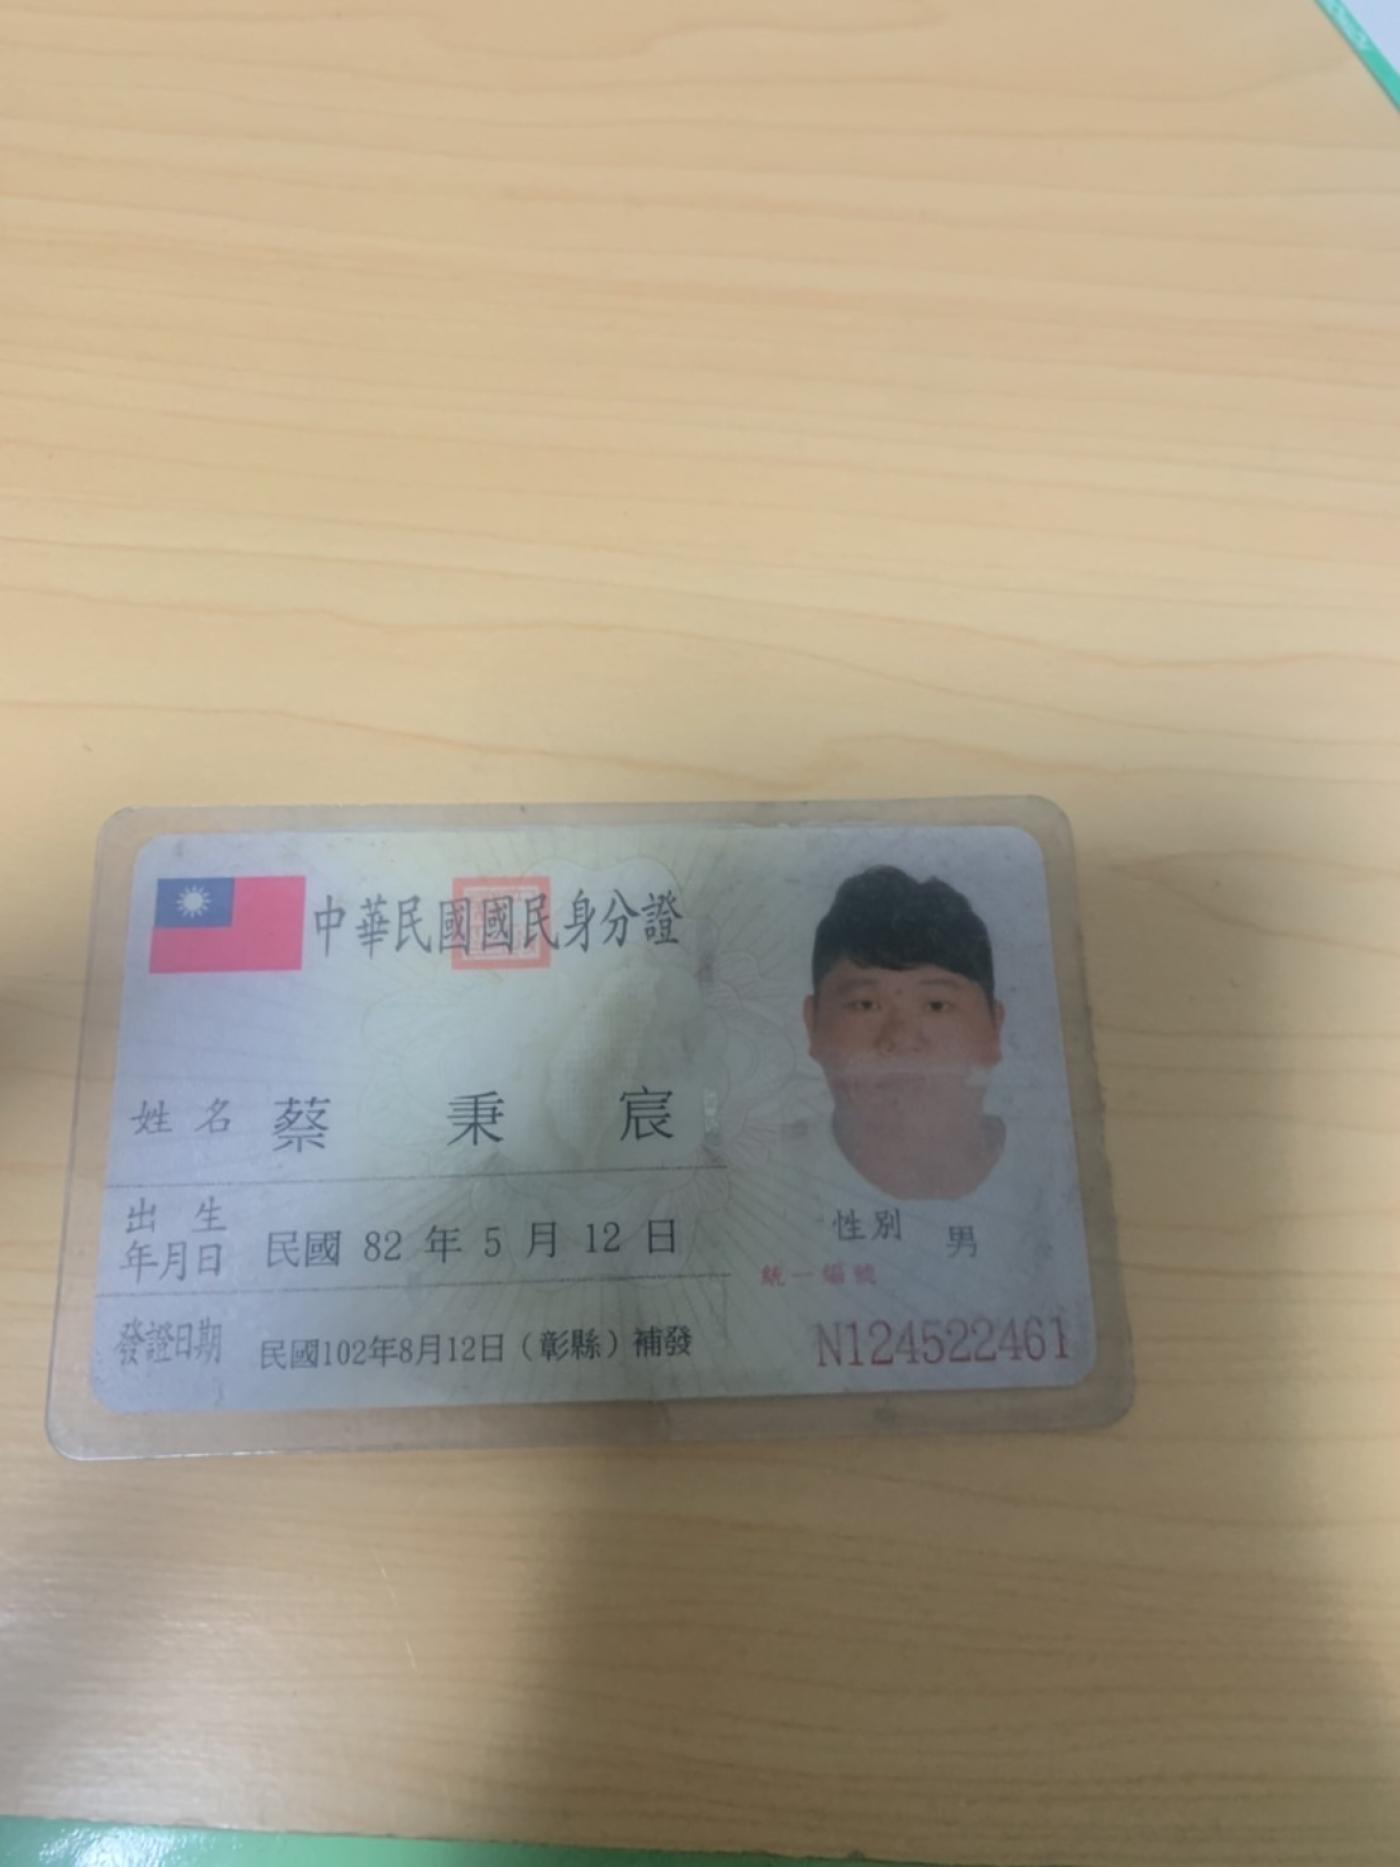 中華民國國民身分證
姓名 蔡秉宸
出生年月日 民國 82 年 5 月 12 日
性別 男
統一編號
N124522461
發證日期 民國102年8月12日（彰縣）補發